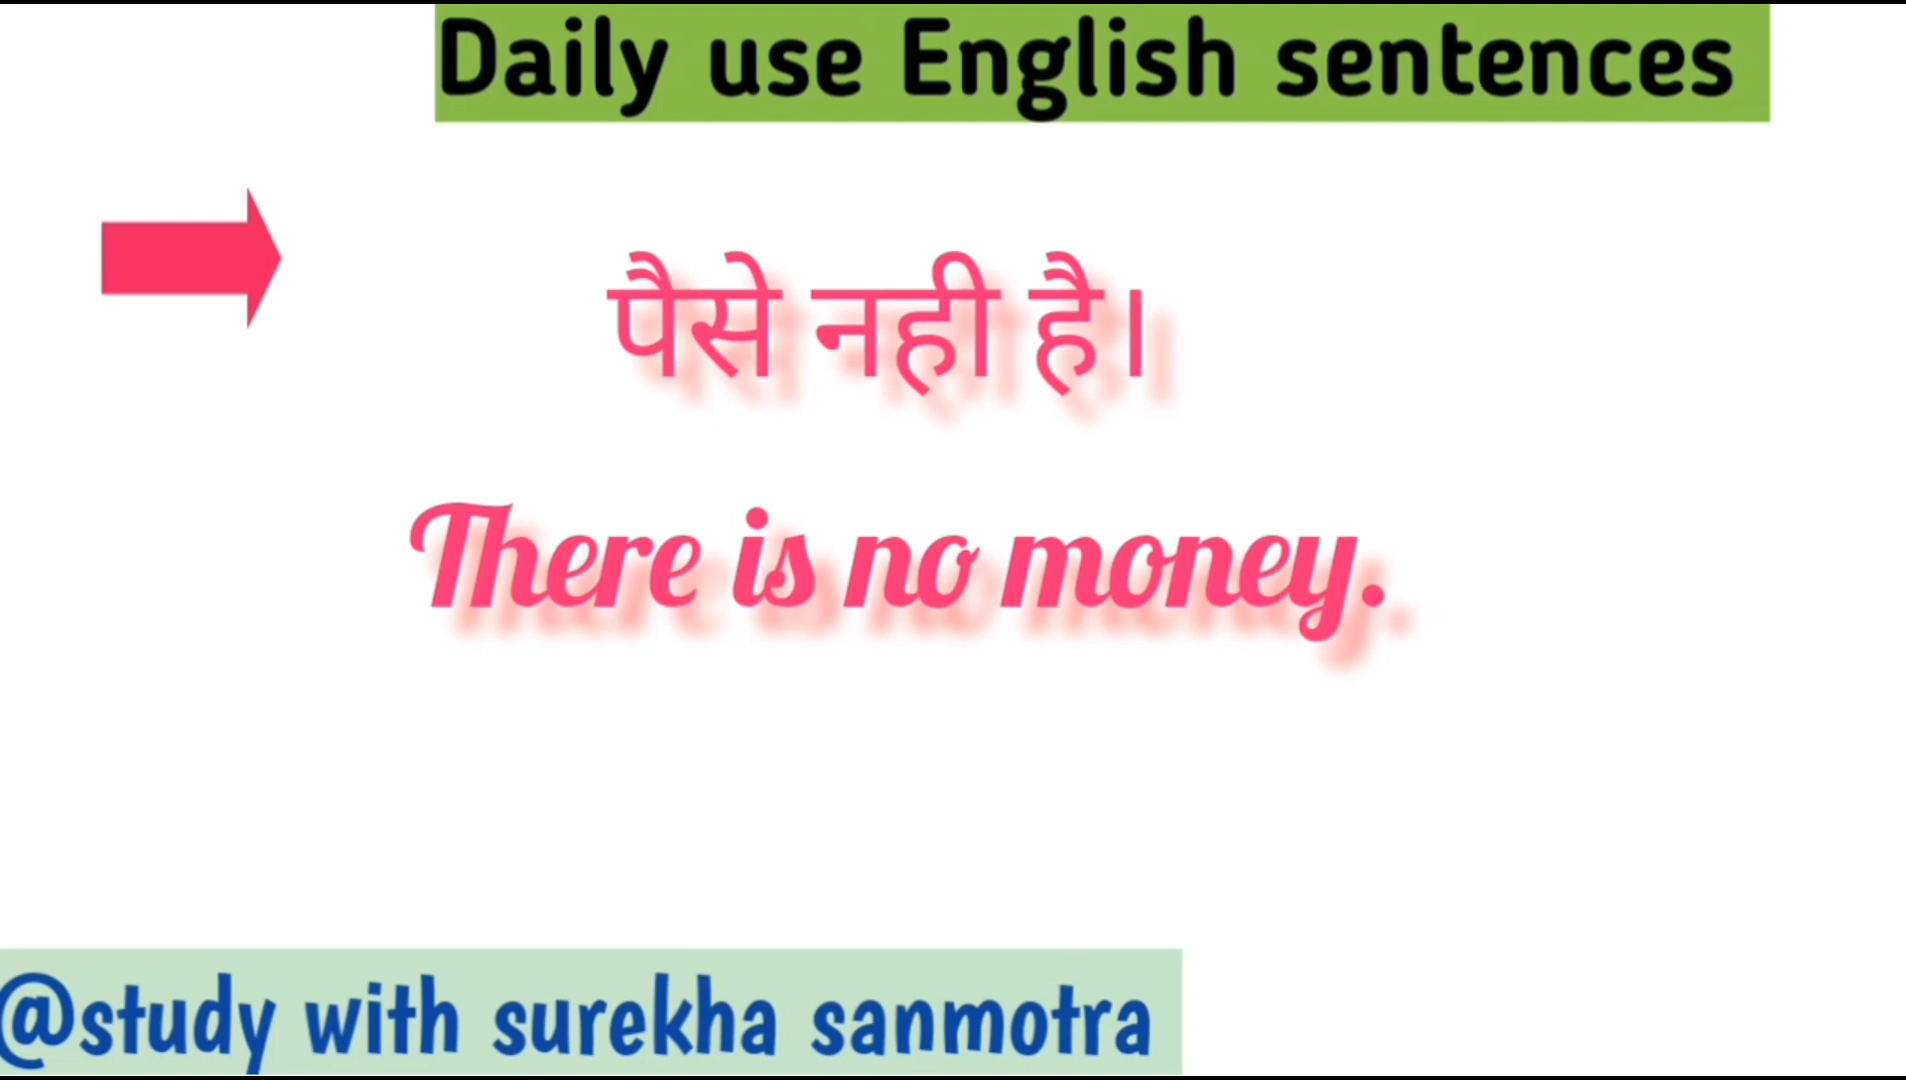 Daily use English sentences
पैसे नही है।
There is no money.
@study with surekha sanmotra